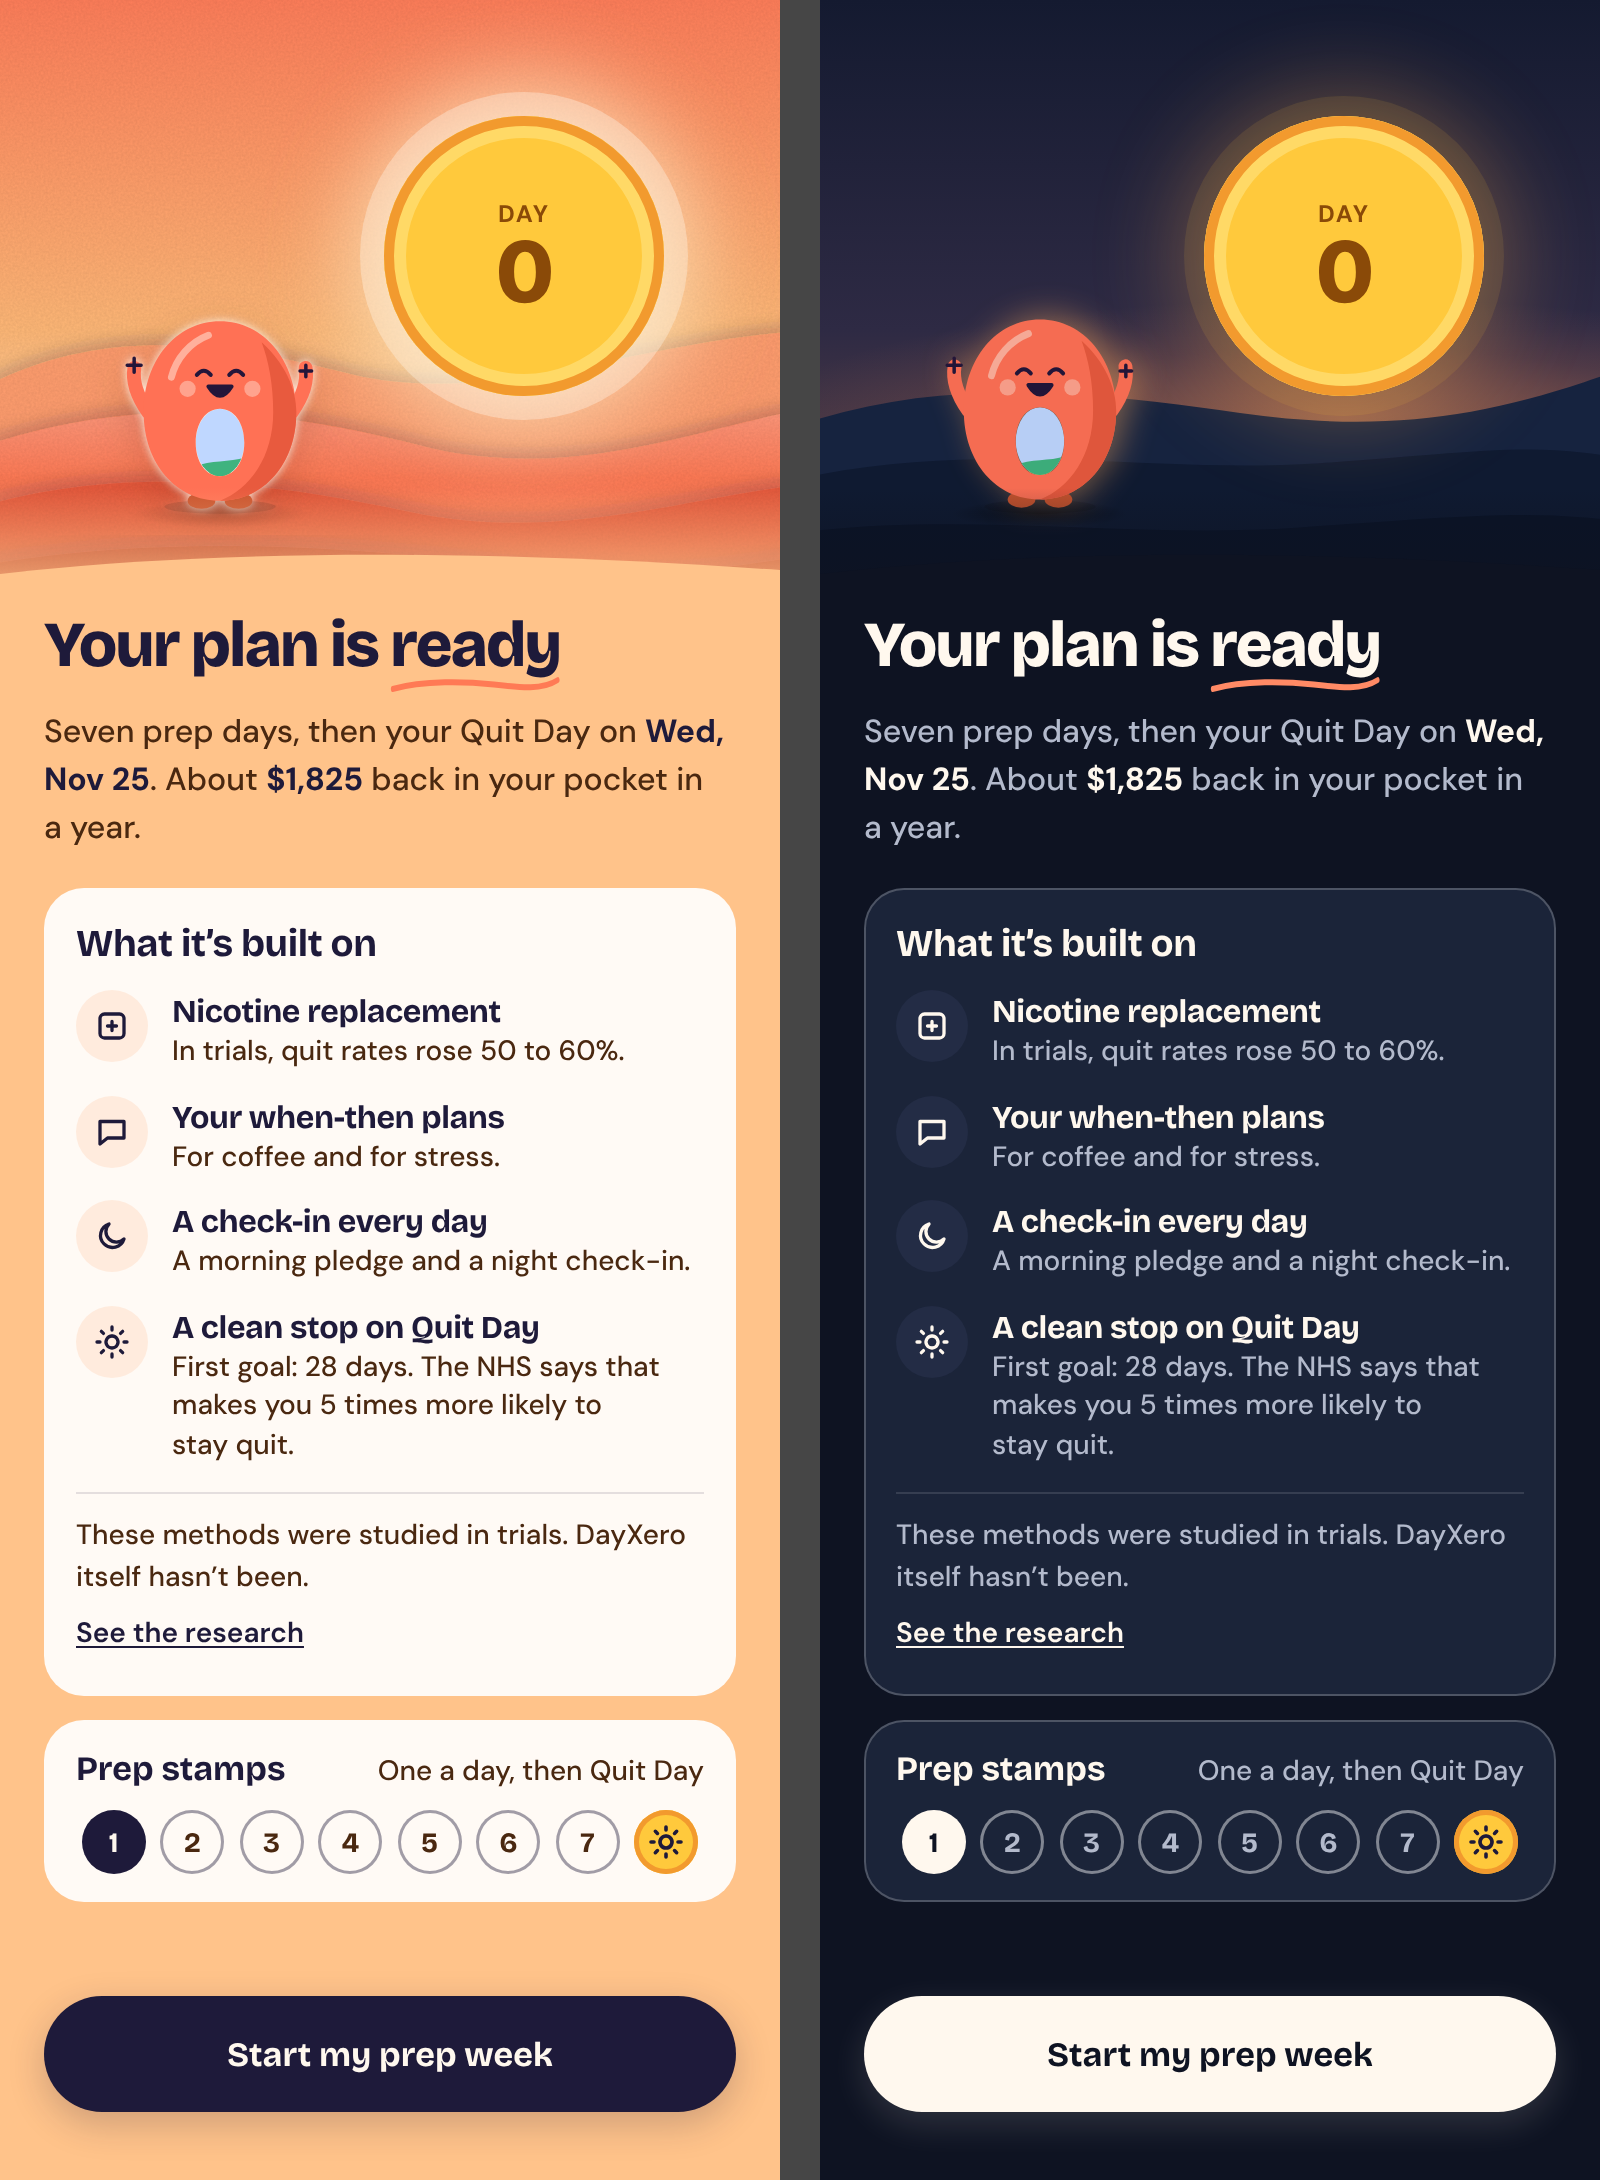 DAY
0
Your plan is ready
Seven prep days, then your Quit Day on Wed,
Nov 25. About $1,825 back in your pocket in
a year.
What it’s built on
Nicotine replacement
In trials, quit rates rose 50 to 60%.
Your when-then plans
For coffee and for stress.
A check-in every day
A morning pledge and a night check-in.
A clean stop on Quit Day
First goal: 28 days. The NHS says that
makes you 5 times more likely to
stay quit.
These methods were studied in trials. DayXero
itself hasn’t been.
See the research
Prep stamps One a day, then Quit Day
1 2 3 4 5 6 7
Start my prep week
DAY
0
Your plan is ready
Seven prep days, then your Quit Day on Wed,
Nov 25. About $1,825 back in your pocket in
a year.
What it’s built on
Nicotine replacement
In trials, quit rates rose 50 to 60%.
Your when-then plans
For coffee and for stress.
A check-in every day
A morning pledge and a night check-in.
A clean stop on Quit Day
First goal: 28 days. The NHS says that
makes you 5 times more likely to
stay quit.
These methods were studied in trials. DayXero
itself hasn’t been.
See the research
Prep stamps One a day, then Quit Day
1 2 3 4 5 6 7
Start my prep week